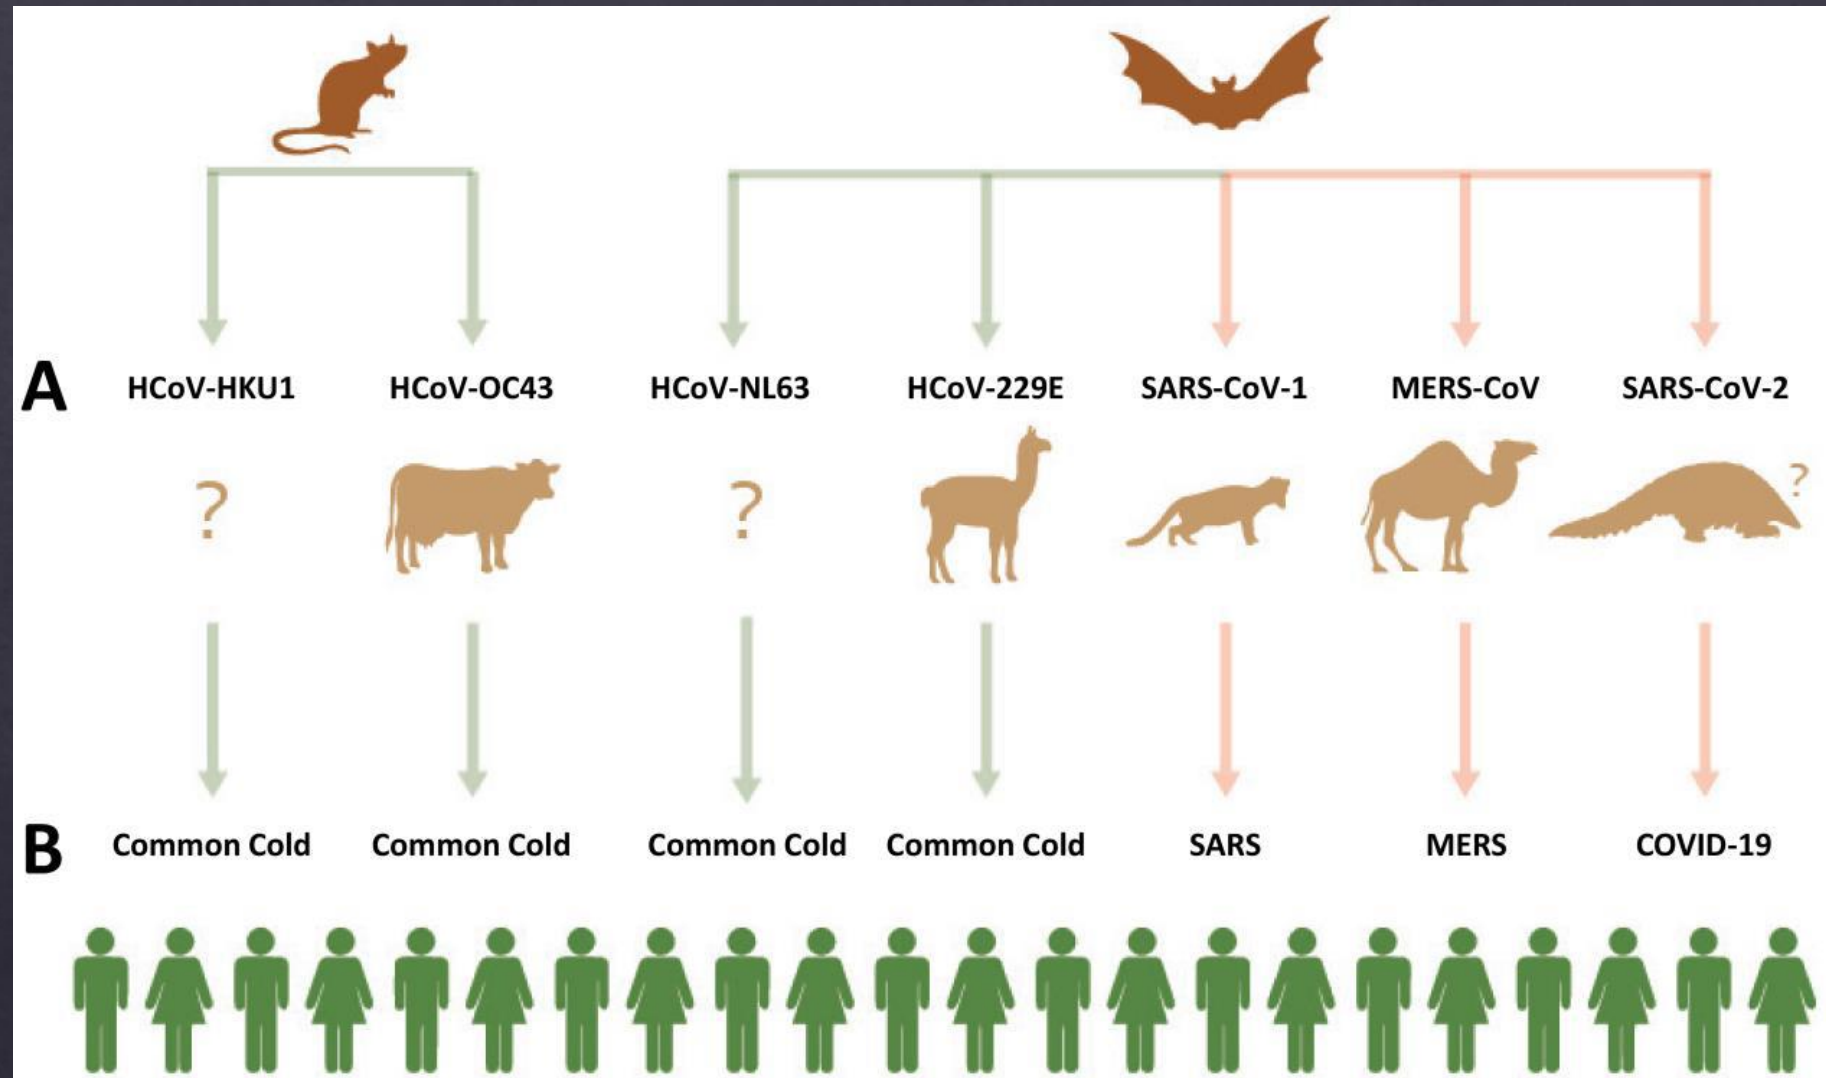 A HCoV-HKU1 HCoV-OC43 HCoV-NL63 HCoV-229E SARS-CoV-1 MERS-CoV SARS-CoV-2
? ? ?
B Common Cold Common Cold Common Cold Common Cold SARS MERS COVID-19